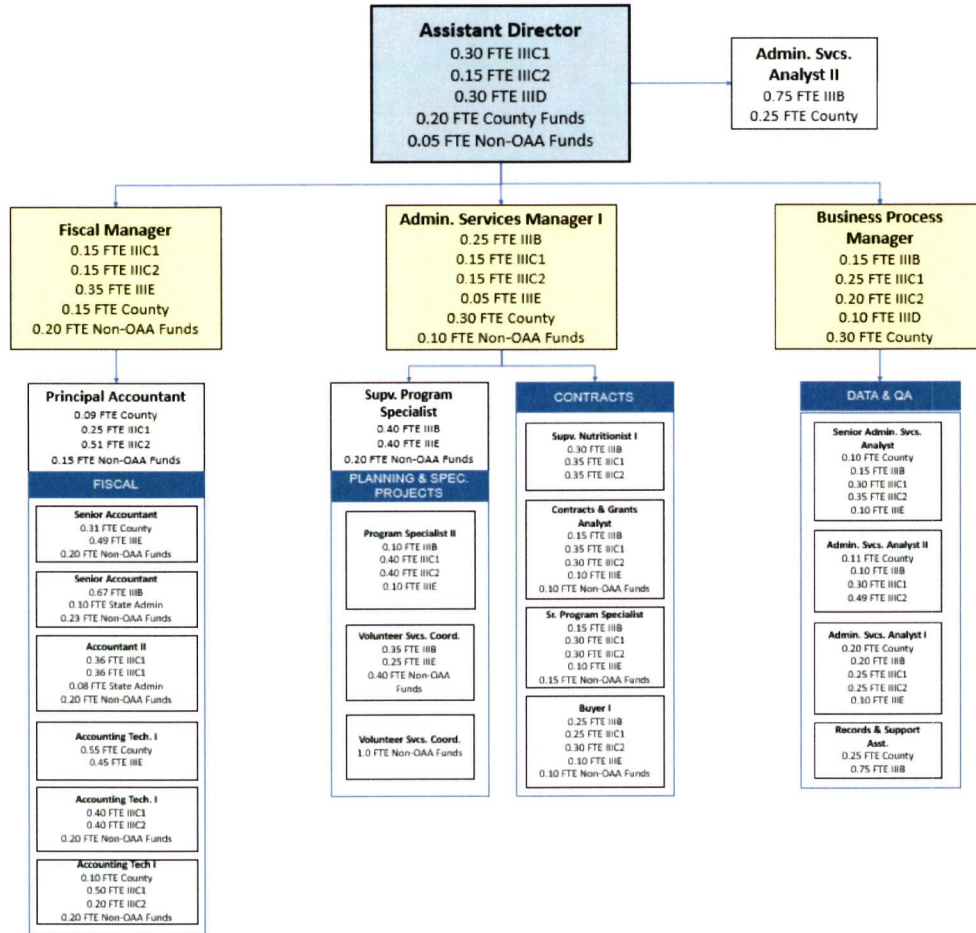 Assistant Director
0.30 FTE IIIC1
0.15 FTE IIIC2
0.30 FTE IIID
0.20 FTE County Funds
0.05 FTE Non-OAA Funds
Admin. Svcs.
Analyst II
0.75 FTE IIIB
0.25 FTE County
Fiscal Manager
0.15 FTE IIIC1
0.15 FTE IIIC2
0.35 FTE IIIE
0.15 FTE County
0.20 FTE Non-OAA Funds
Admin. Services Manager I
0.25 FTE IIIB
0.15 FTE IIIC1
0.15 FTE IIIC2
0.05 FTE IIIE
0.30 FTE County
0.10 FTE Non-OAA Funds
Business Process
Manager
0.15 FTE IIIB
0.25 FTE IIIC1
0.20 FTE IIIC2
0.10 FTE IIID
0.30 FTE County
Principal Accountant
0.09 FTE County
0.25 FTE IIIC1
0.51 FTE IIIC2
0.15 FTE Non-OAA Funds
FISCAL
Senior Accountant
0.31 FTE County
0.49 FTE IIIE
0.20 FTE Non-OAA Funds
Senior Accountant
0.67 FTE IIIB
0.10 FTE State Admin
0.23 FTE Non-OAA Funds
Accountant II
0.36 FTE IIIC1
0.36 FTE IIIC1
0.08 FTE State Admin
0.20 FTE Non-OAA Funds
Accounting Tech. I
0.55 FTE County
0.45 FTE IIIE
Accounting Tech. I
0.40 FTE IIIC1
0.40 FTE IIIC2
0.20 FTE Non-OAA Funds
Accounting Tech I
0.10 FTE County
0.50 FTE IIIC1
0.20 FTE IIIC2
0.20 FTE Non-OAA Funds
Supv. Program
Specialist
0.40 FTE IIIB
0.40 FTE IIIE
0.20 FTE Non-OAA Funds
PLANNING & SPEC.
PROJECTS
Program Specialist II
0.10 FTE IIIB
0.40 FTE IIIC1
0.40 FTE IIIC2
0.10 FTE IIIE
Volunteer Svcs. Coord.
0.35 FTE IIIB
0.25 FTE IIIE
0.40 FTE Non-OAA
Funds
Volunteer Svcs. Coord.
1.0 FTE Non-OAA Funds
CONTRACTS
Supv. Nutritionist I
0.30 FTE IIIB
0.35 FTE IIIC1
0.35 FTE IIIC2
Contracts & Grants
Analyst
0.15 FTE IIIB
0.35 FTE IIIC1
0.30 FTE IIIC2
0.10 FTE IIIE
0.10 FTE Non-OAA Funds
Sr. Program Specialist
0.15 FTE IIIB
0.30 FTE IIIC1
0.30 FTE IIIC2
0.10 FTE IIIE
0.15 FTE Non-OAA Funds
Buyer I
0.25 FTE IIIB
0.25 FTE IIIC1
0.30 FTE IIIC2
0.10 FTE IIIE
0.10 FTE Non-OAA Funds
DATA & QA
Senior Admin. Svcs.
Analyst
0.10 FTE County
0.15 FTE IIIB
0.30 FTE IIIC1
0.35 FTE IIIC2
0.10 FTE IIIE
Admin. Svcs. Analyst II
0.11 FTE County
0.10 FTE IIIB
0.30 FTE IIIC1
0.49 FTE IIIC2
Admin. Svcs. Analyst I
0.20 FTE County
0.20 FTE IIIB
0.25 FTE IIIC1
0.25 FTE IIIC2
0.10 FTE IIIE
Records & Support
Asst.
0.25 FTE County
0.75 FTE IIIB